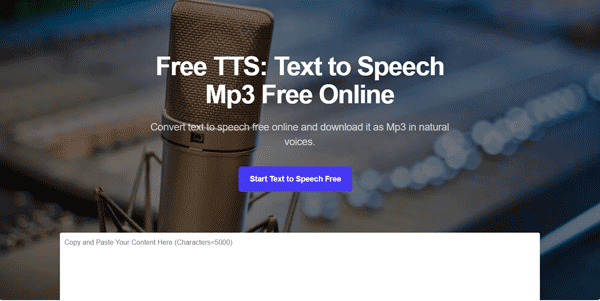 Free TTS: Text to Speech
Mp3 Free Online
Convert text to speech free online and download it as Mp3 in natural
voices.
Start Text to Speech Free
Copy and Paste Your Content Here (Characters<5000)